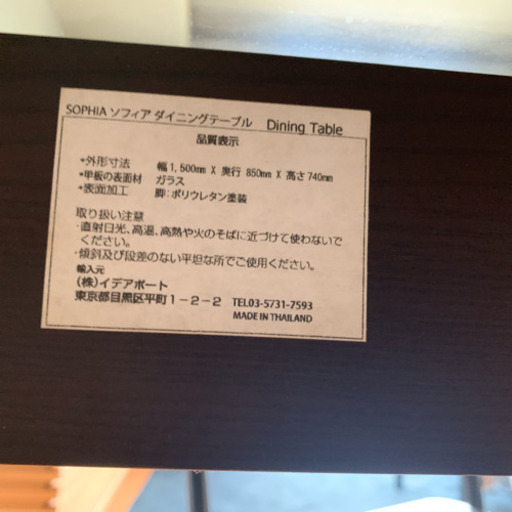 SOPHIA ソフィア ダイニングテーブル Dining Table
品質表示
*外形寸法 幅1,500mm X 奥行 850mm X 高さ740mm
*甲板の表面材 ガラス
*表面加工 脚:ポリウレタン塗装
取り扱い注意
・直射日光、高温、高熱や火のそばに近づけて使わないで
ください。
・傾斜及び段差のない平坦な所でご使用ください。
輸入元
(株)イデアポート
東京都目黒区平町1-2-2 TEL03-5731-7593
MADE IN THAILAND